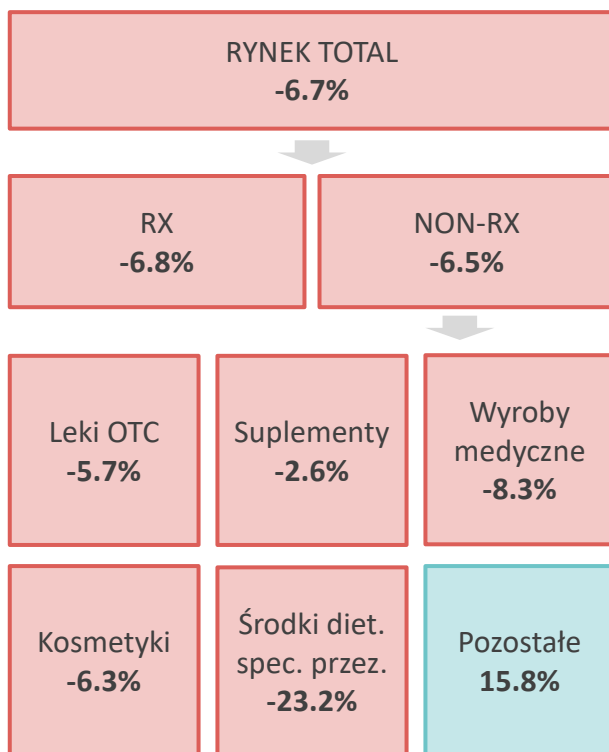 RYNEK TOTAL
-6.7%
RX
-6.8%
NON-RX
-6.5%
Leki OTC
-5.7%
Suplementy
-2.6%
Wyroby
medyczne
-8.3%
Kosmetyki
-6.3%
Środki diet.
spec. przez.
-23.2%
Pozostałe
15.8%